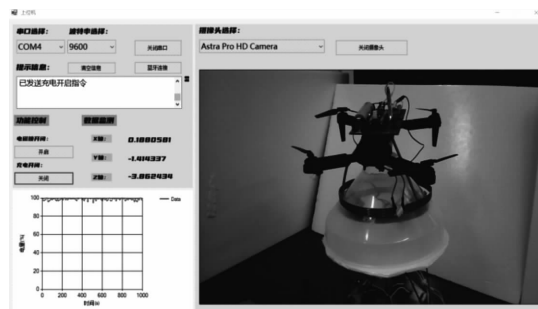 上位机
串口选择： 波特率选择：
COM4 9600 关闭串口
提示信息： 清空信息 蓝牙连接
已发送充电开启指令
功能控制 数据监测
X轴： 0.1880501
开启
Y轴： -1.414337
充电开闭：
关闭 Z轴： -3.862434
100
Data
80
60
电量(%)
40
20
0
0 200 400 600 800 1000
时间(s)
摄像头选择：
Astra Pro HD Camera 关闭摄像头